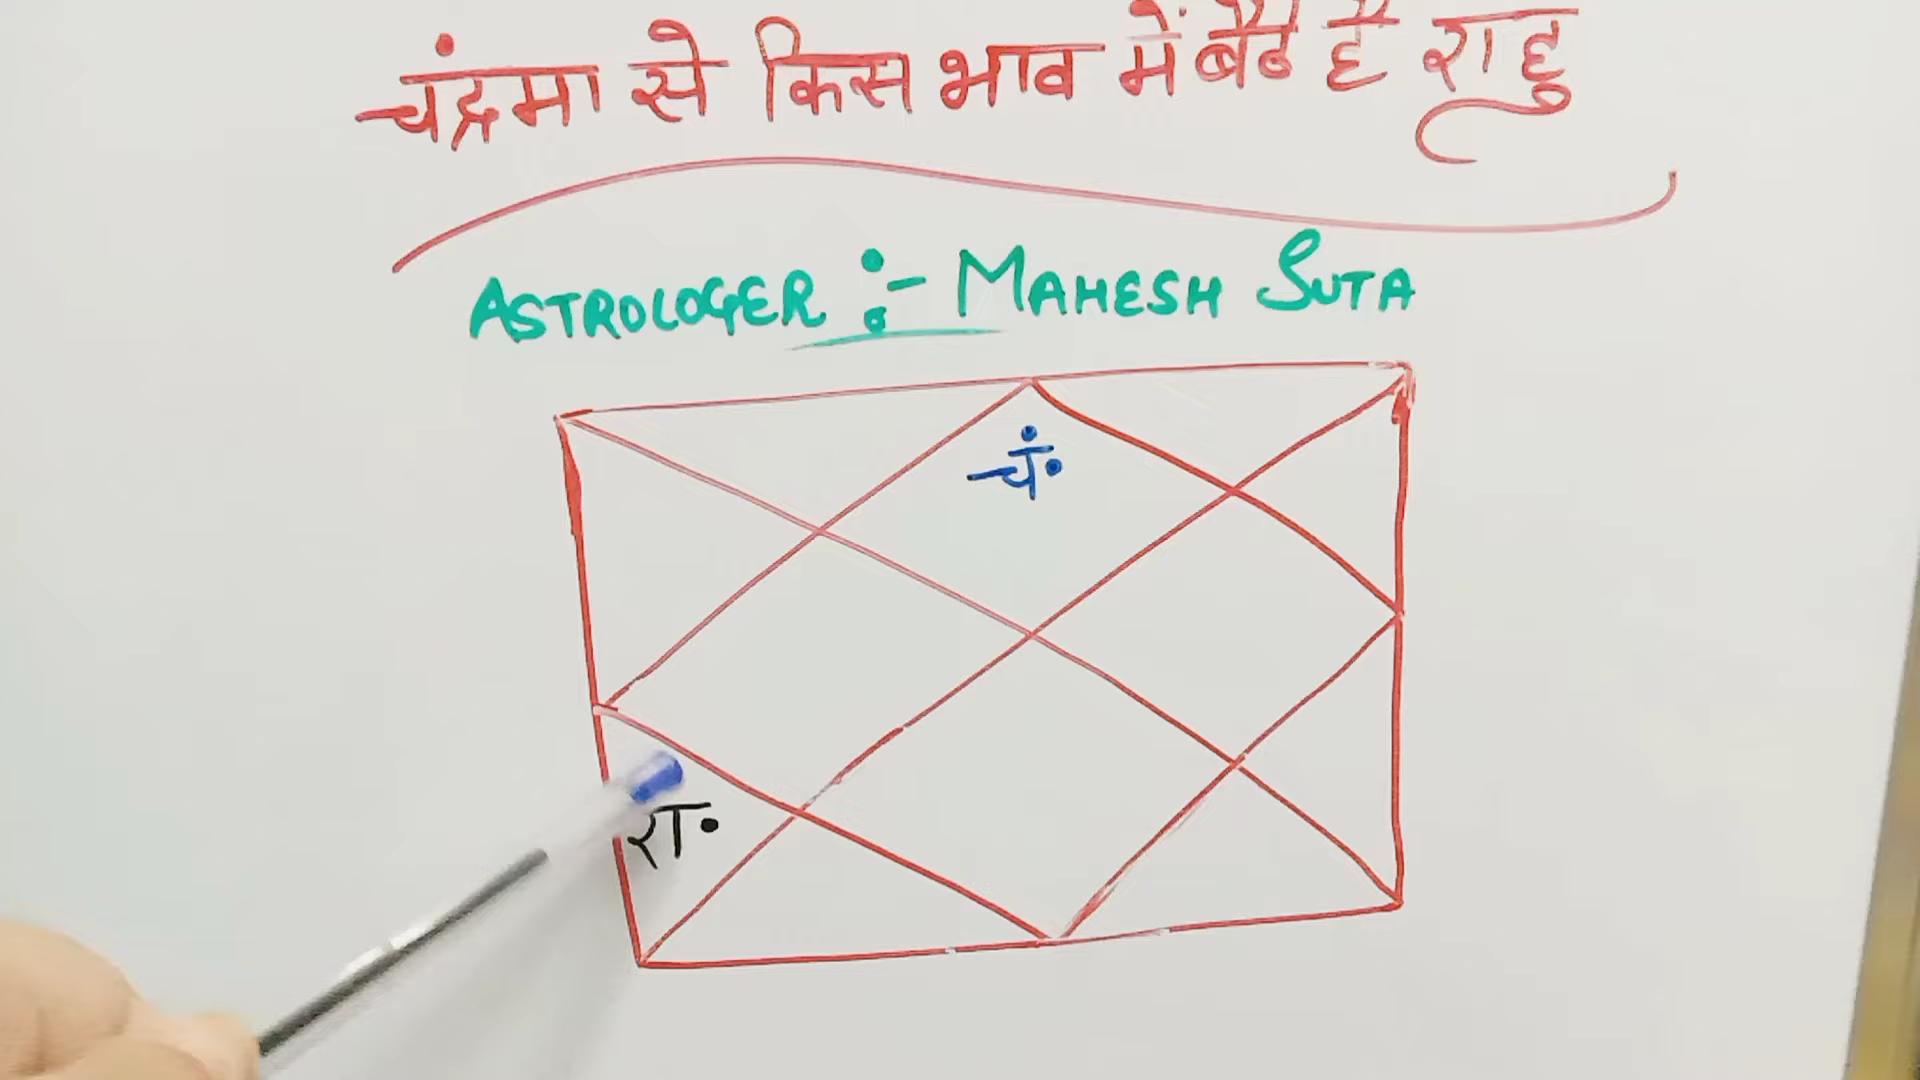 चंद्रमा से किस भाव में बैठे हैं राहु
ASTROLOGER :- MAHESH SUTA
चं.
रा.